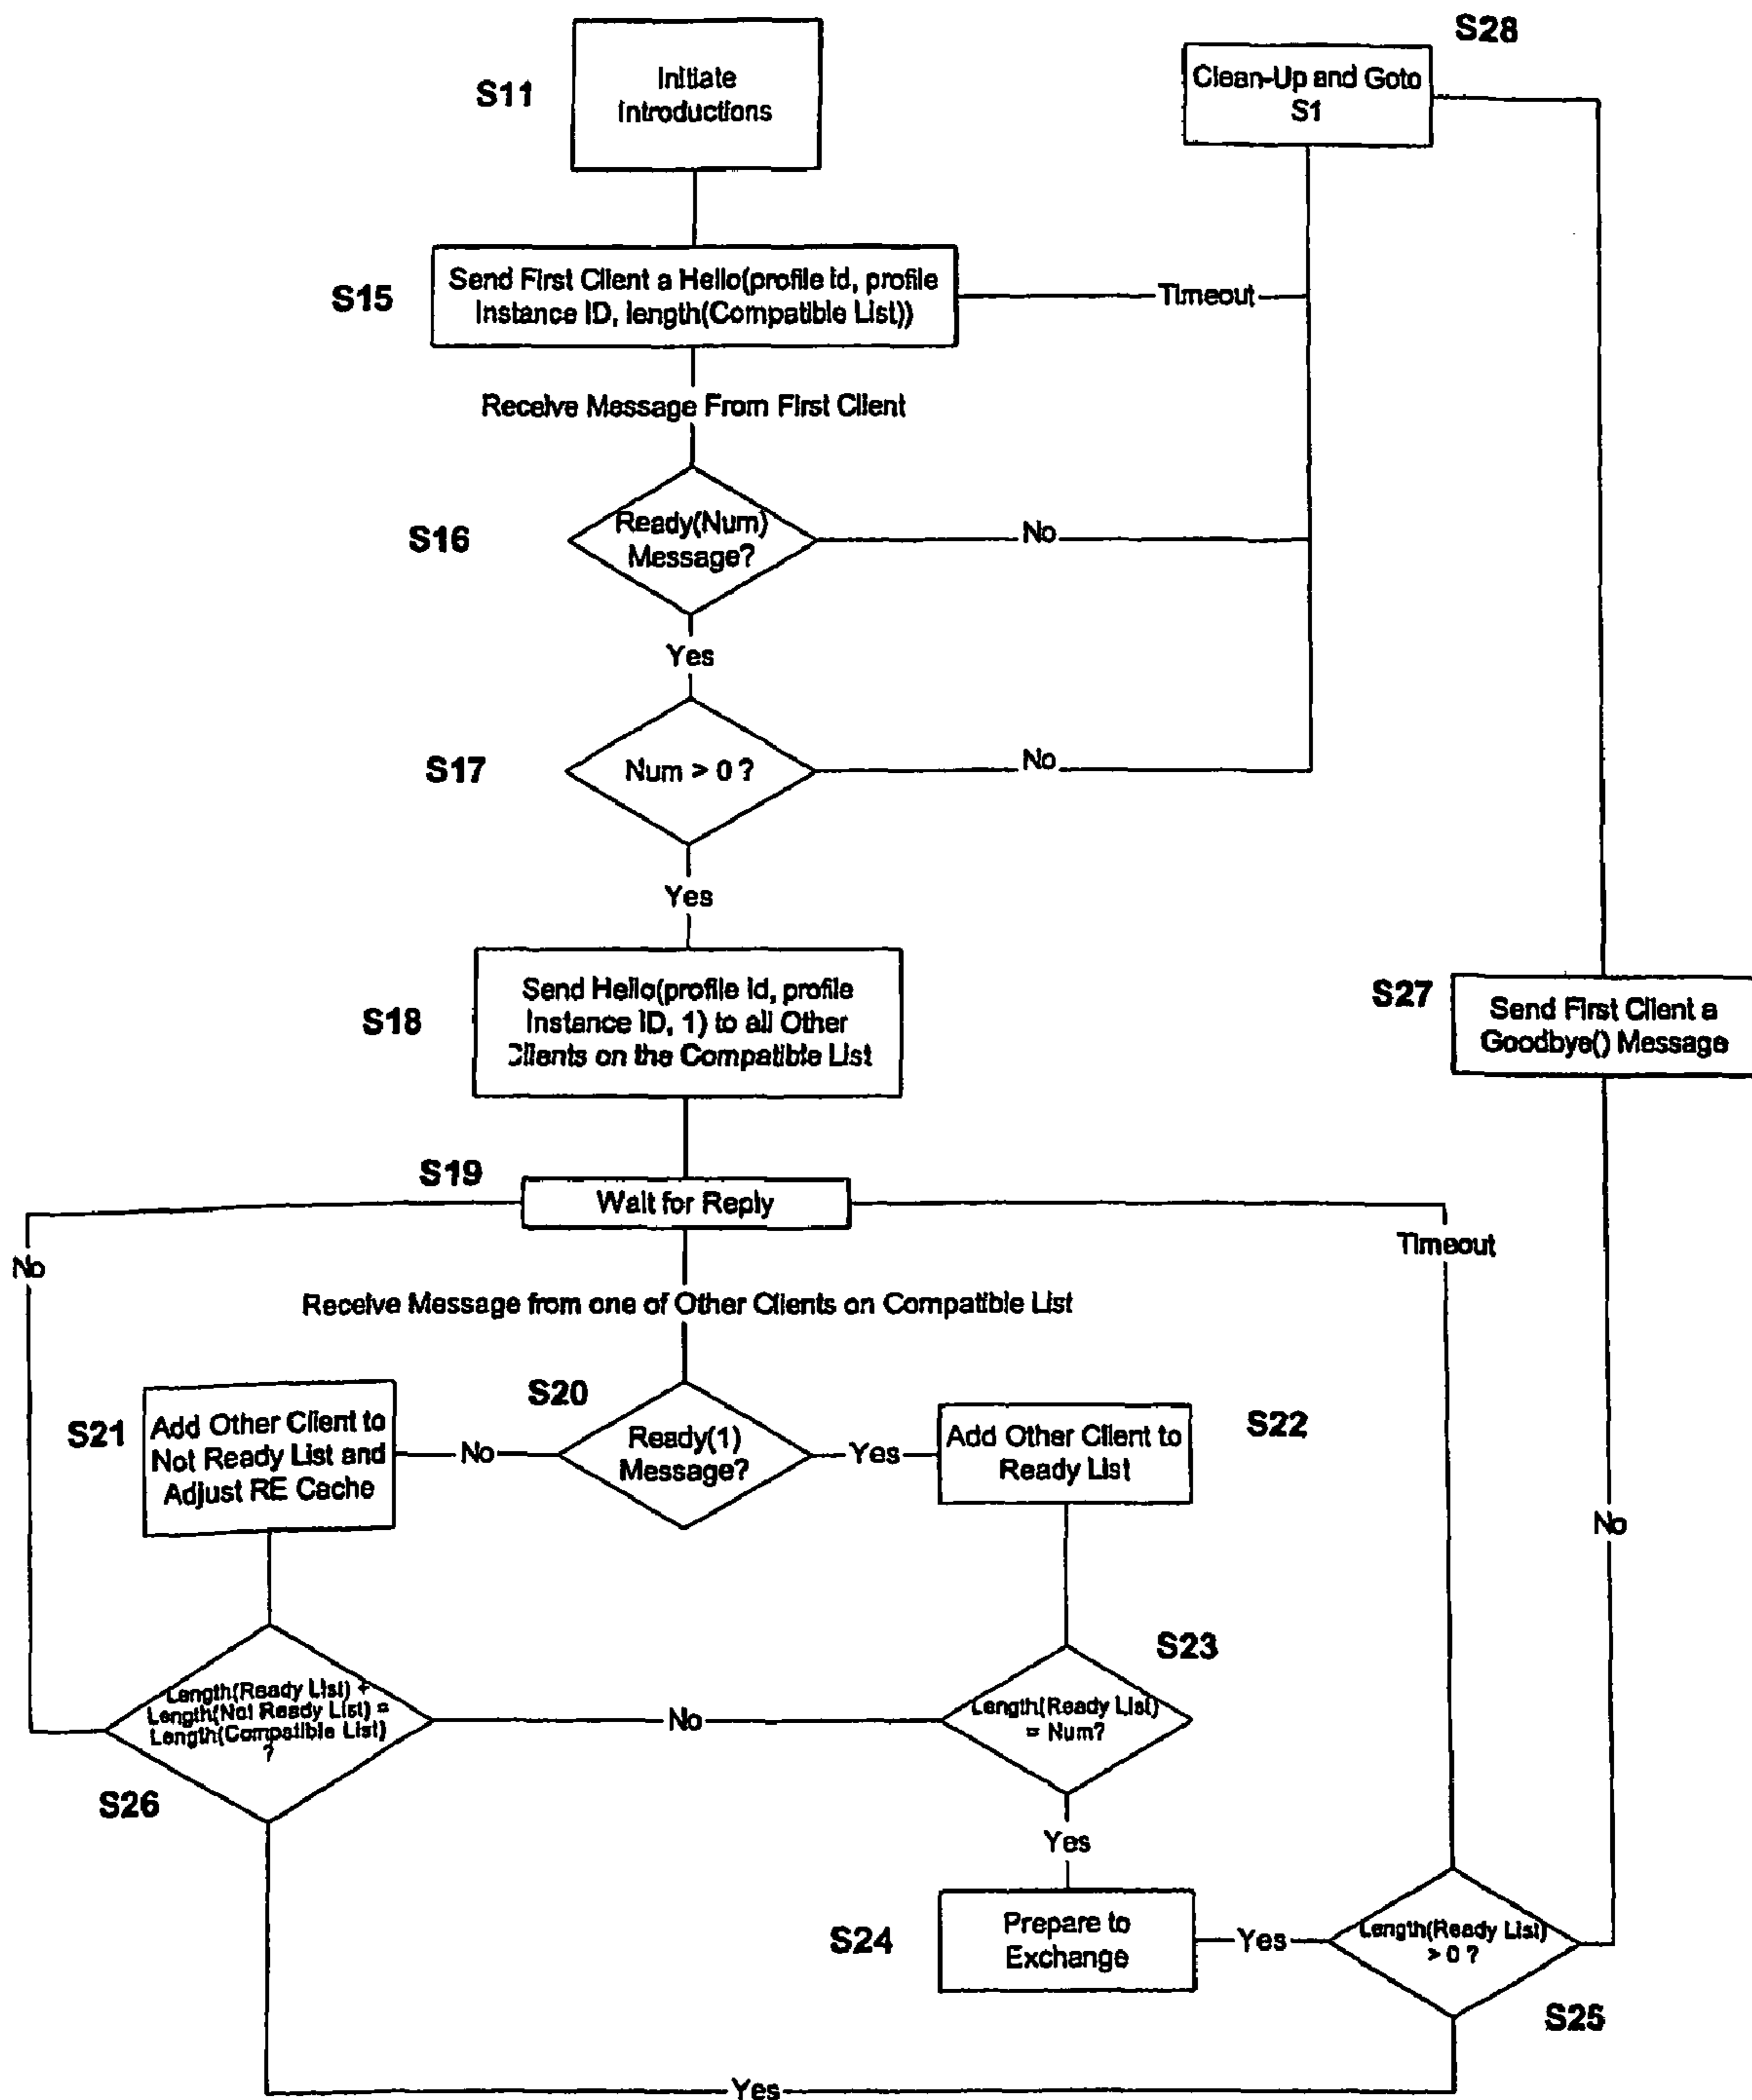 S11
Initiate
Introductions
S28
Clean-Up and Goto
S1
S15
Send First Client a Hello(profile id, profile
Instance ID, length(Compatible List))
Timeout
Receive Message From First Client
S16
Ready(Num)
Message?
No
Yes
S17
Num > 0 ?
No
Yes
S18
Send Hello(profile id, profile
Instance ID, 1) to all Other
Clients on the Compatible List
S27
Send First Client a
Goodbye() Message
S19
Wait for Reply
No
Timeout
Receive Message from one of Other Clients on Compatible List
S21
Add Other Client to
Not Ready List and
Adjust RE Cache
No
S20
Ready(1)
Message?
Yes
Add Other Client to
Ready List
S22
No
S26
Length(Ready List) +
Length(Not Ready List) =
Length(Compatible List)
?
No
S23
Length(Ready List)
= Num?
Yes
S24
Prepare to
Exchange
Yes
Length(Ready List)
> 0 ?
S25
Yes